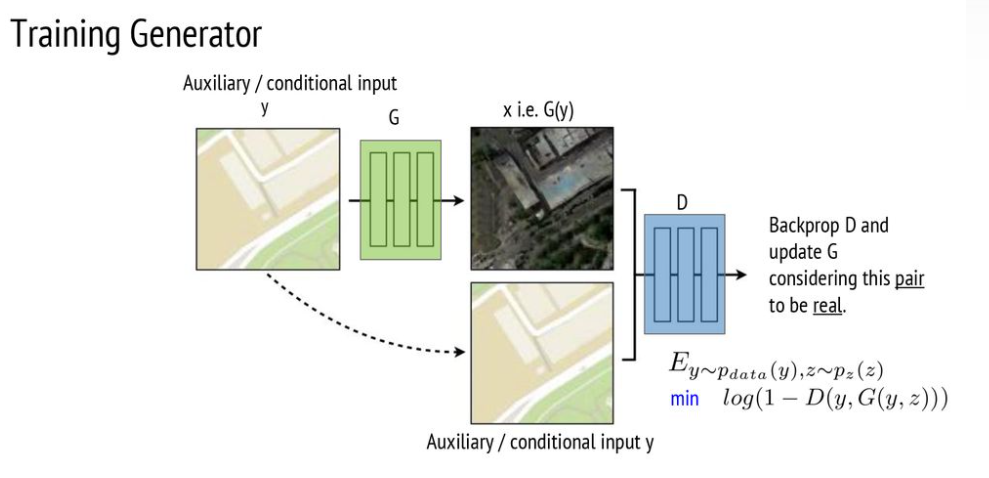 Training Generator
Auxiliary / conditional input
y
G
x i.e. G(y)
D
Backprop D and
update G
considering this pair
to be real.
E_{y∼p_{data}(y),z∼p_z(z)}
min log(1 − D(y, G(y, z)))
Auxiliary / conditional input y